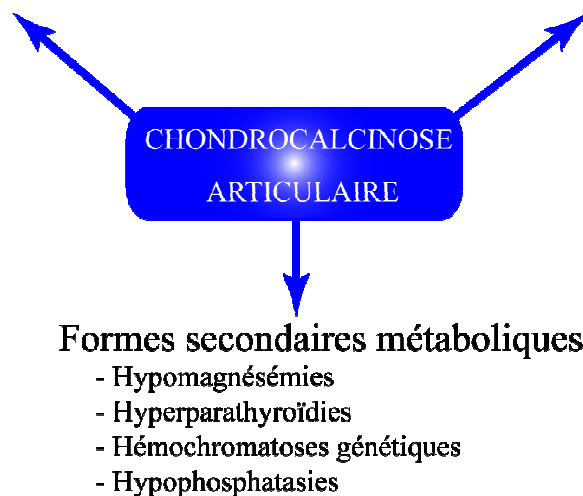 CHONDROCALCINOSE
ARTICULAIRE
Formes secondaires métaboliques
- Hypomagnésémies
- Hyperparathyroïdies
- Hémochromatoses génétiques
- Hypophosphatasies